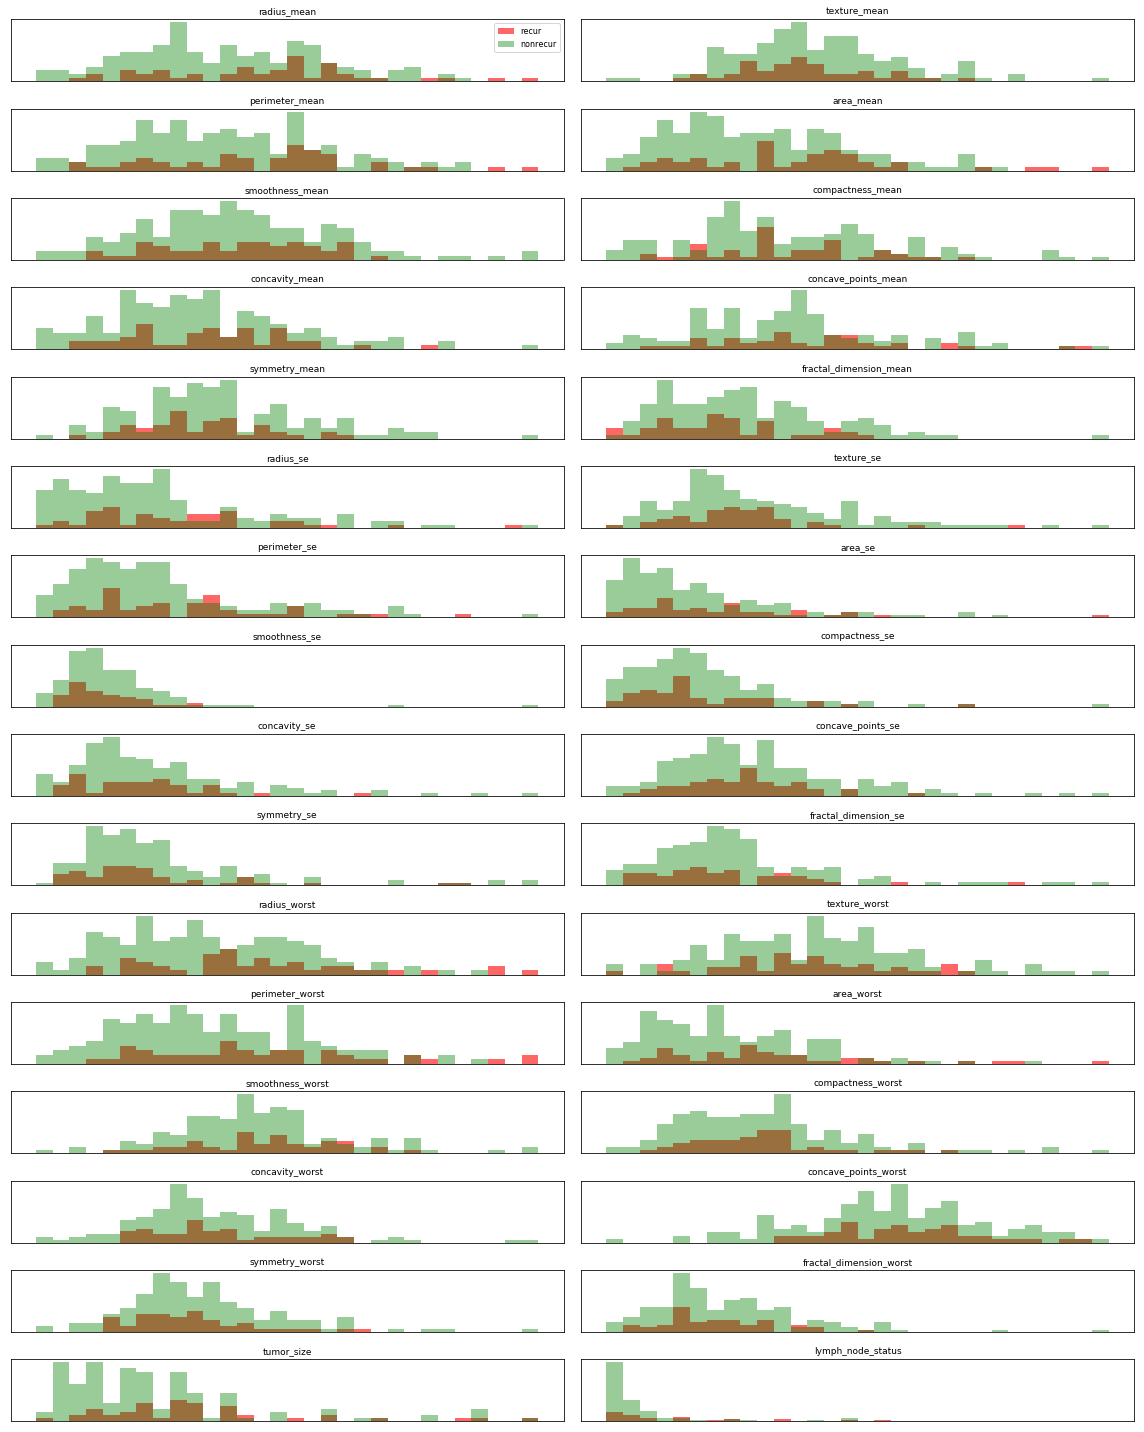 radius_mean
texture_mean
recur
nonrecur
perimeter_mean
area_mean
smoothness_mean
compactness_mean
concavity_mean
concave_points_mean
symmetry_mean
fractal_dimension_mean
radius_se
texture_se
perimeter_se
area_se
smoothness_se
compactness_se
concavity_se
concave_points_se
symmetry_se
fractal_dimension_se
radius_worst
texture_worst
perimeter_worst
area_worst
smoothness_worst
compactness_worst
concavity_worst
concave_points_worst
symmetry_worst
fractal_dimension_worst
tumor_size
lymph_node_status